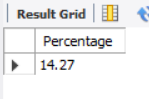 Result Grid
Percentage
14.27